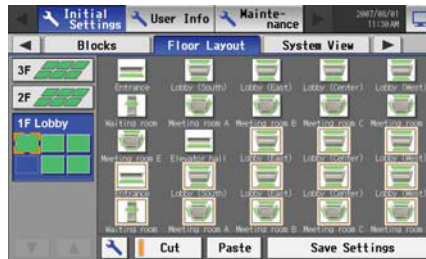 Initial Settings
User Info
Mainte-nance
2007/08/01
11:30AM
Blocks
Floor Layout
System View
3F
2F
1F Lobby
Entrance
Lobby (South)
Lobby (East)
Lobby (Center)
Lobby (West)
Waiting room
Meeting room A
Meeting room B
Meeting room C
Meeting room
Meeting room E
Elevator hall
Lobby (East)
Lobby (Center)
Lobby (West)
Entrance
Lobby (South)
Lobby (East)
Lobby (Center)
Lobby (West)
Waiting room
Meeting room A
Meeting room B
Meeting room C
Meeting room
Cut
Paste
Save Settings